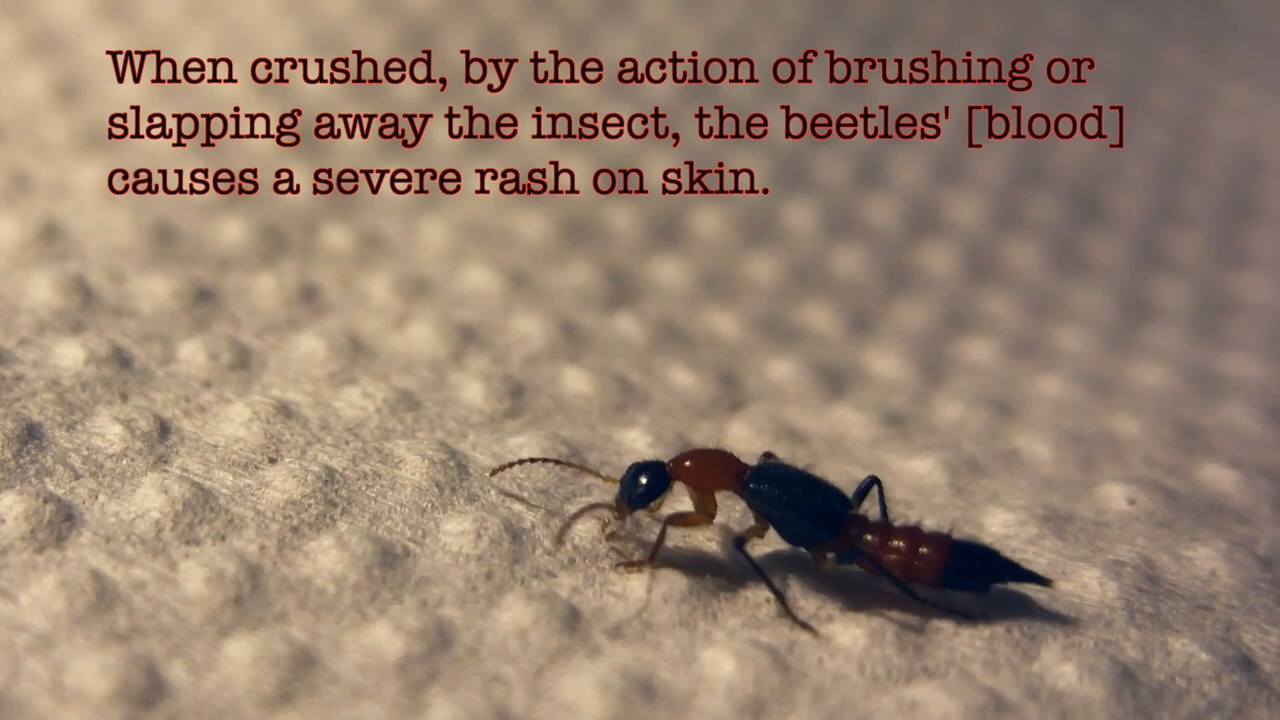 When crushed, by the action of brushing or
slapping away the insect, the beetles' [blood]
causes a severe rash on skin.